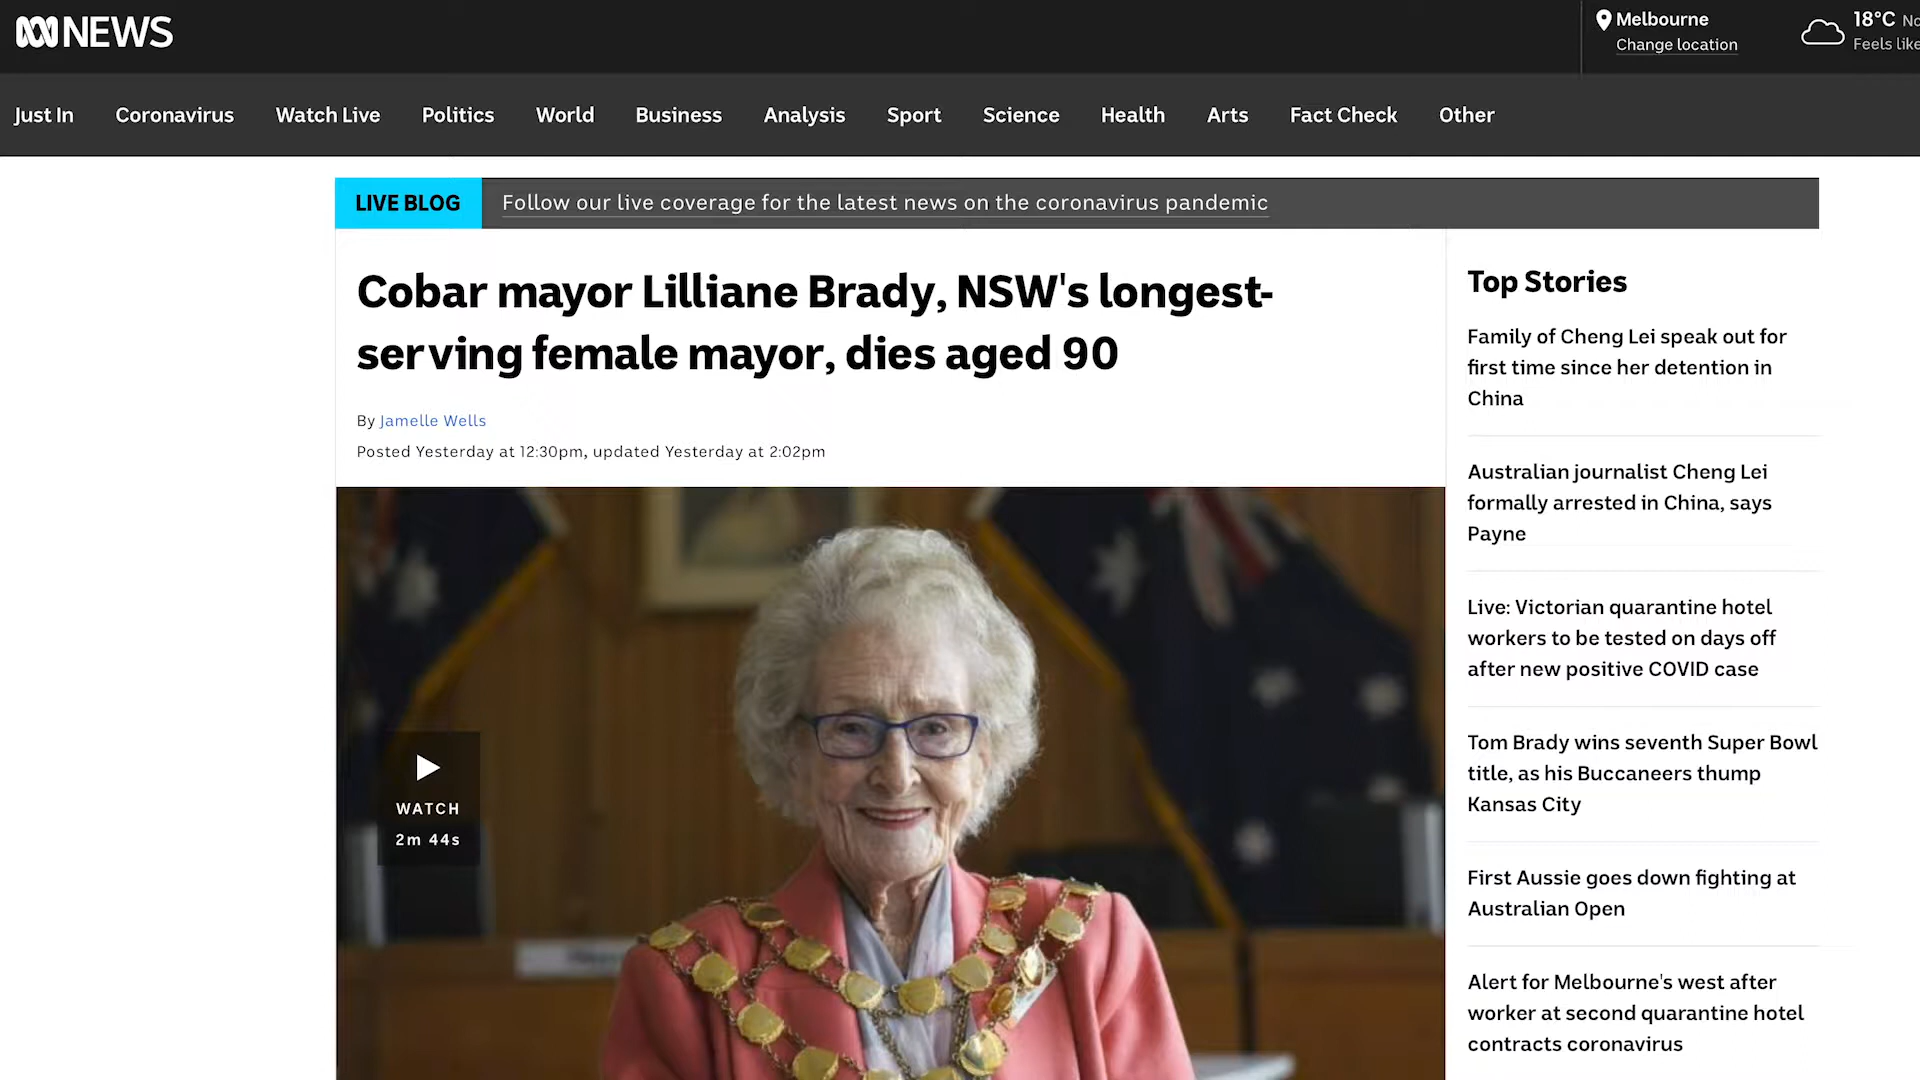 NEWS
Melbourne
Change location
18°C
Feels like
Just In Coronavirus Watch Live Politics World Business Analysis Sport Science Health Arts Fact Check Other
LIVE BLOG Follow our live coverage for the latest news on the coronavirus pandemic
Cobar mayor Lilliane Brady, NSW's longest-
serving female mayor, dies aged 90
By Jamelle Wells
Posted Yesterday at 12:30pm, updated Yesterday at 2:02pm
WATCH
2m 44s
Top Stories
Family of Cheng Lei speak out for
first time since her detention in
China
Australian journalist Cheng Lei
formally arrested in China, says
Payne
Live: Victorian quarantine hotel
workers to be tested on days off
after new positive COVID case
Tom Brady wins seventh Super Bowl
title, as his Buccaneers thump
Kansas City
First Aussie goes down fighting at
Australian Open
Alert for Melbourne's west after
worker at second quarantine hotel
contracts coronavirus